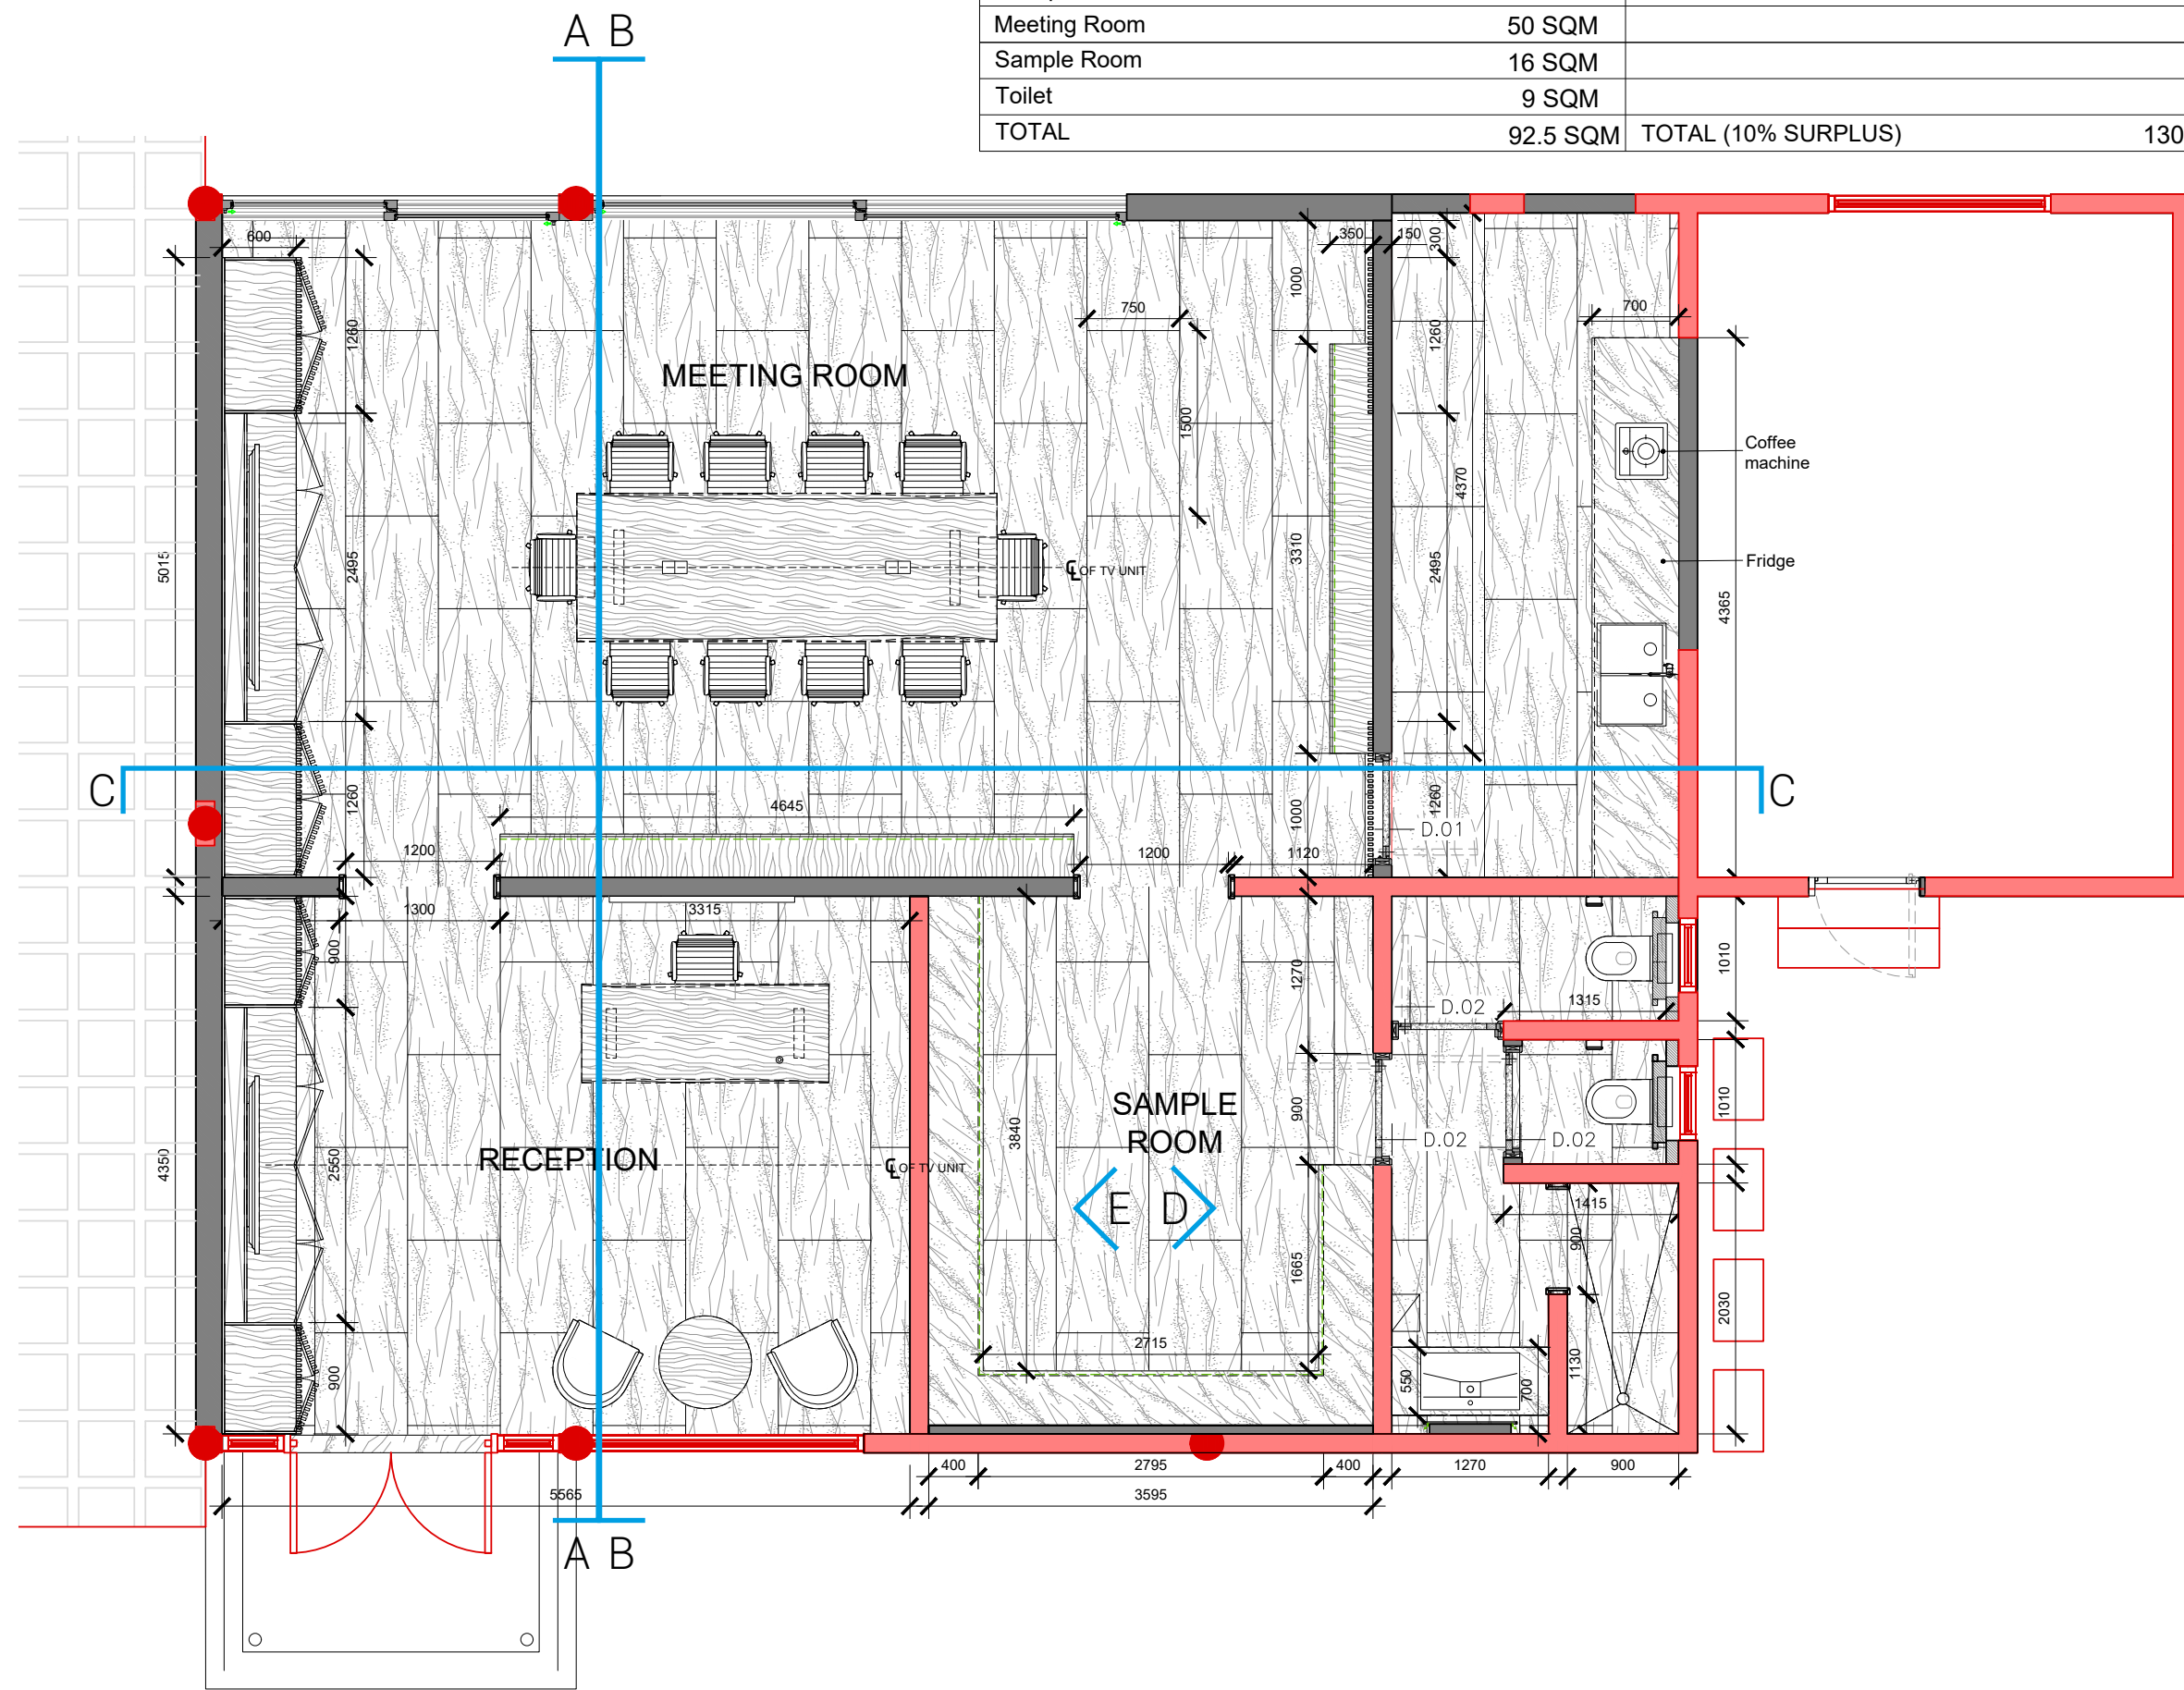 Meeting Room 50 SQM
Sample Room 16 SQM
Toilet 9 SQM
TOTAL 92.5 SQM TOTAL (10% SURPLUS) 130
A B
600
350 150 300
1000
1260
1260
750
700
MEETING ROOM
1500
Coffee
machine
4370
5015
2495
3310
2495
Fridge
℄ OF TV UNIT
4365
C
C
1260
4645
1000
1260
D.01
1200
1200
1120
1300
3315
900
1270
1010
1315
D.02
SAMPLE
ROOM
900
1010
3840
D.02
D.02
RECEPTION
℄ OF TV UNIT
4350
2550
E D
1415
900
1665
2030
2715
900
550
700
1130
400
2795
400
1270
900
5565
3595
A B